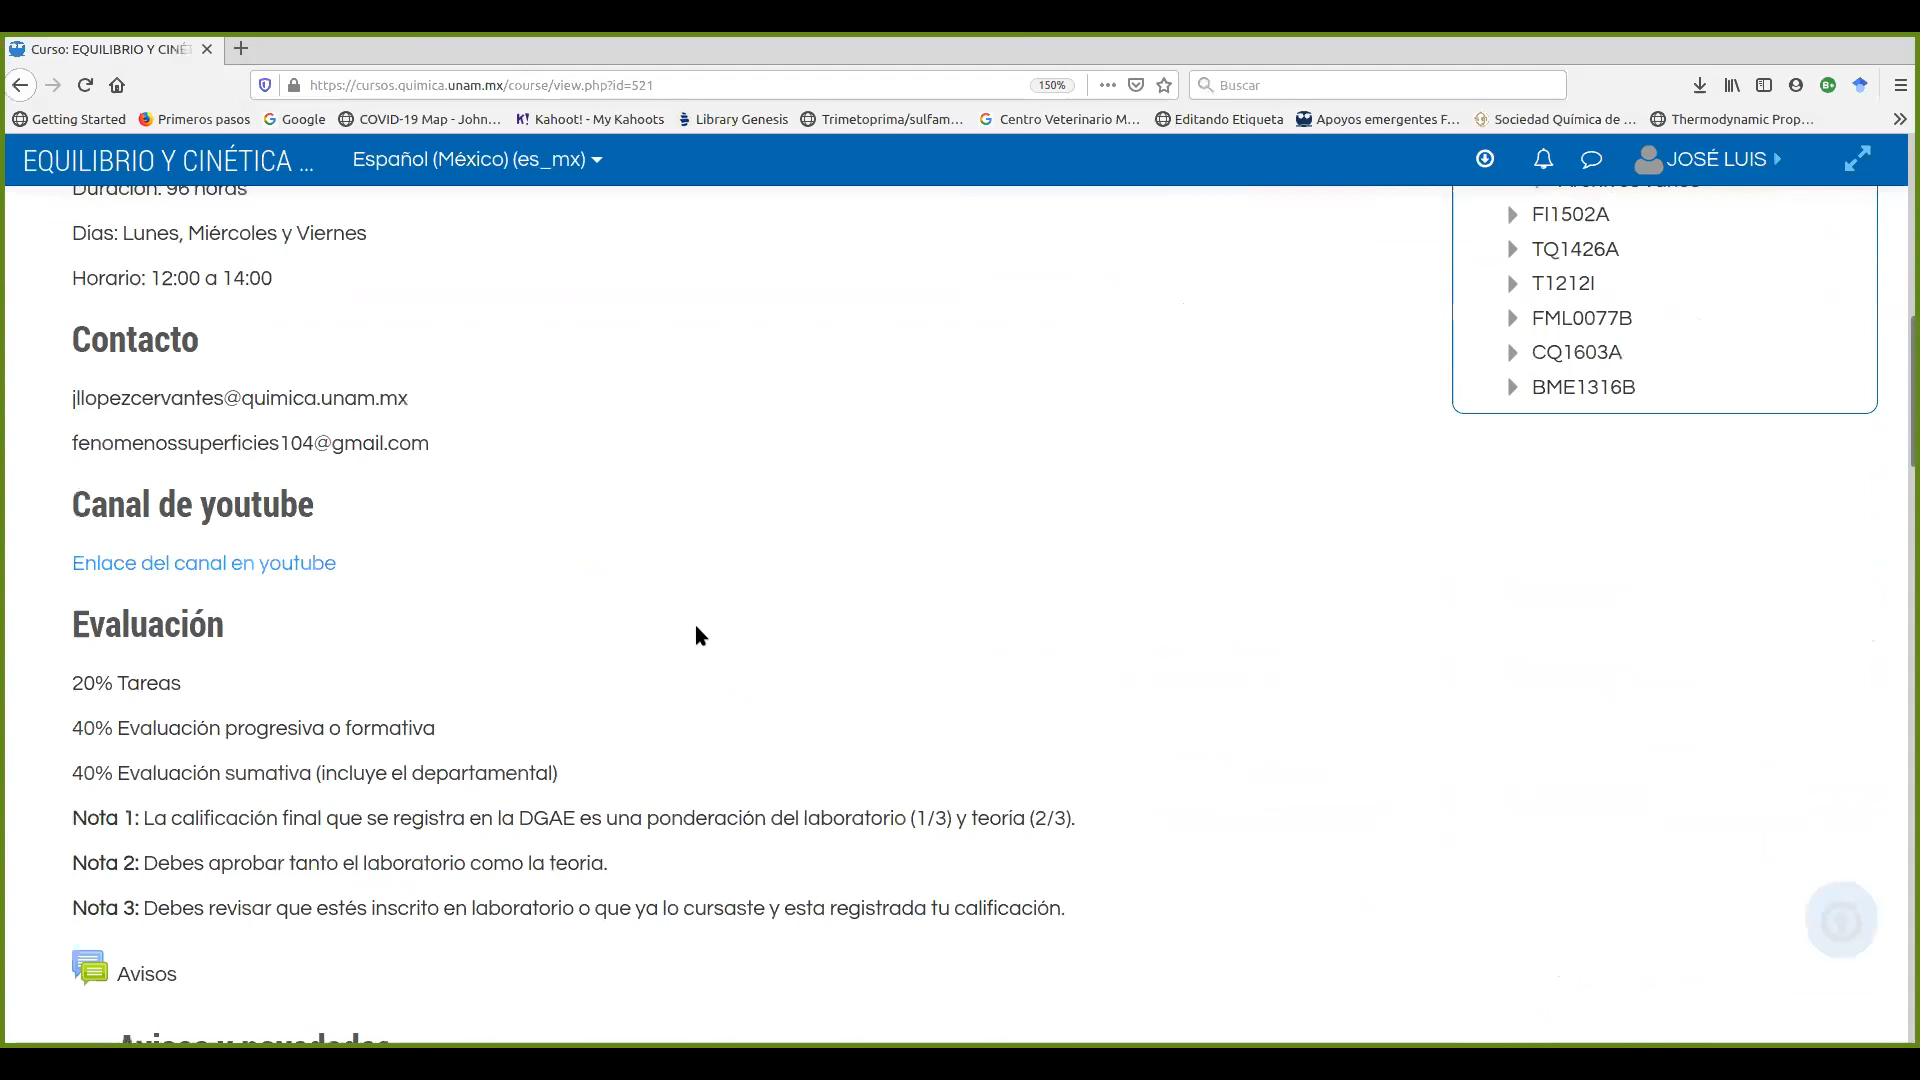 Curso: EQUILIBRIO Y CINÉT
https://cursos.quimica.unam.mx/course/view.php?id=521
150%
Buscar
Getting Started
Primeros pasos
Google
COVID-19 Map - John...
Kahoot! - My Kahoots
Library Genesis
Trimetoprima/sulfam...
Centro Veterinario M...
Editando Etiqueta
Apoyos emergentes F...
Sociedad Química de ...
Thermodynamic Prop...
EQUILIBRIO Y CINÉTICA ...
Español (México) (es_mx)
JOSÉ LUIS
Duración: 96 horas
Días: Lunes, Miércoles y Viernes
Horario: 12:00 a 14:00
Contacto
jllopezcervantes@quimica.unam.mx
fenomenossuperficies104@gmail.com
Canal de youtube
Enlace del canal en youtube
Evaluación
20% Tareas
40% Evaluación progresiva o formativa
40% Evaluación sumativa (incluye el departamental)
Nota 1: La calificación final que se registra en la DGAE es una ponderación del laboratorio (1/3) y teoría (2/3).
Nota 2: Debes aprobar tanto el laboratorio como la teoria.
Nota 3: Debes revisar que estés inscrito en laboratorio o que ya lo cursaste y esta registrada tu calificación.
Avisos
Avisos y novedades
FI1502A
TQ1426A
T1212I
FML0077B
CQ1603A
BME1316B